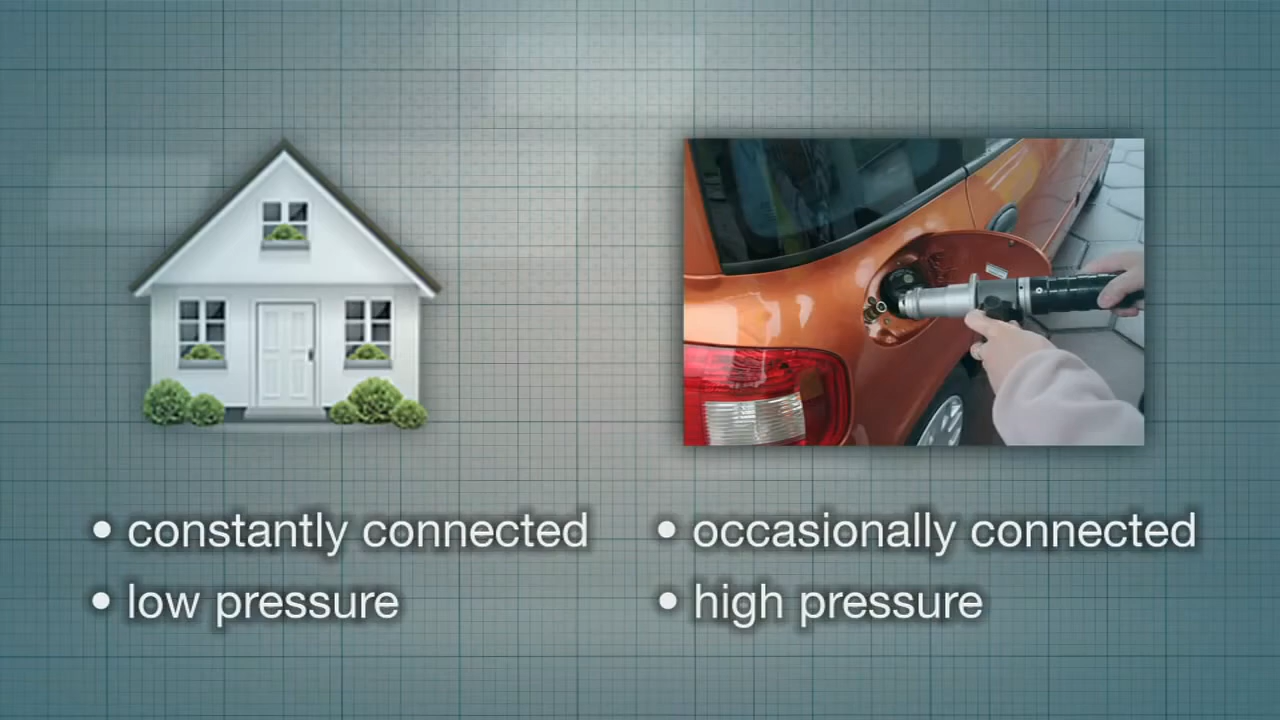 • constantly connected
• low pressure
• occasionally connected
• high pressure